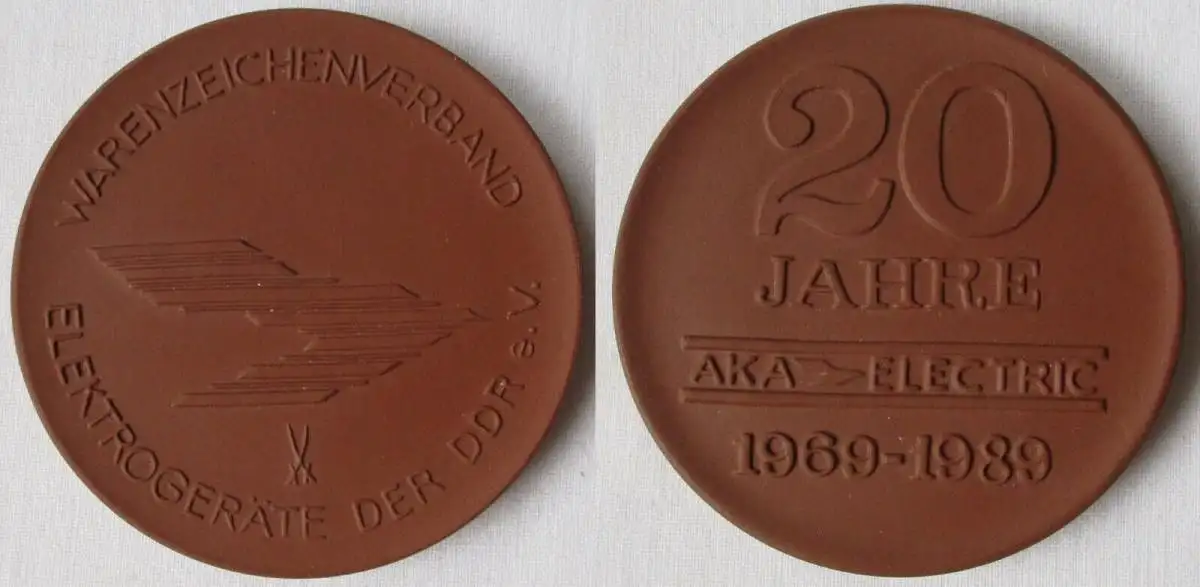 WARENZEICHENVERBAND
ELEKTROGERÄTE DER DDR e.V.
20
JAHRE
AKA ELECTRIC
1969-1989